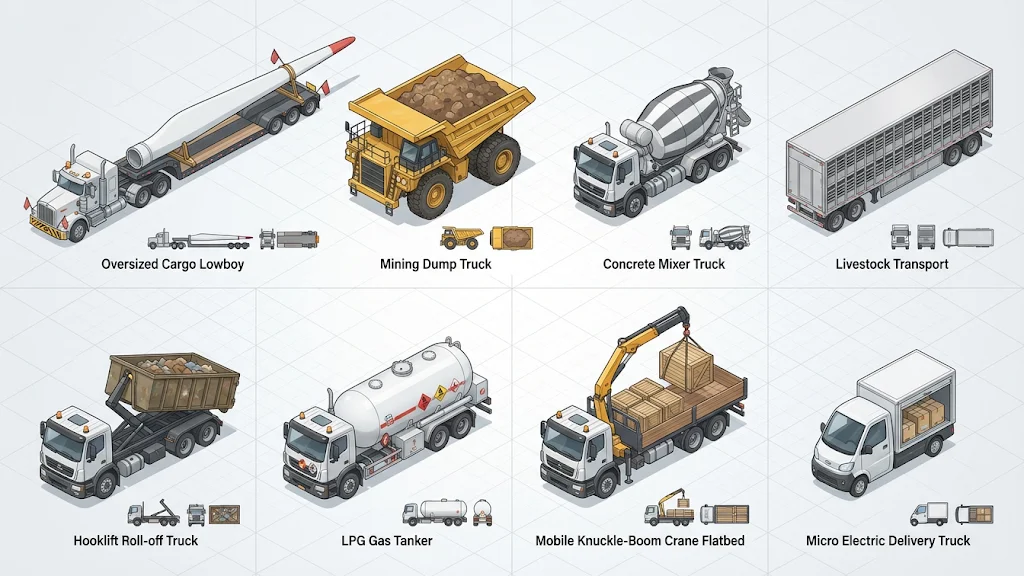 Oversized Cargo Lowboy
Mining Dump Truck
Concrete Mixer Truck
Livestock Transport
Hooklift Roll-off Truck
LPG Gas Tanker
Mobile Knuckle-Boom Crane Flatbed
Micro Electric Delivery Truck